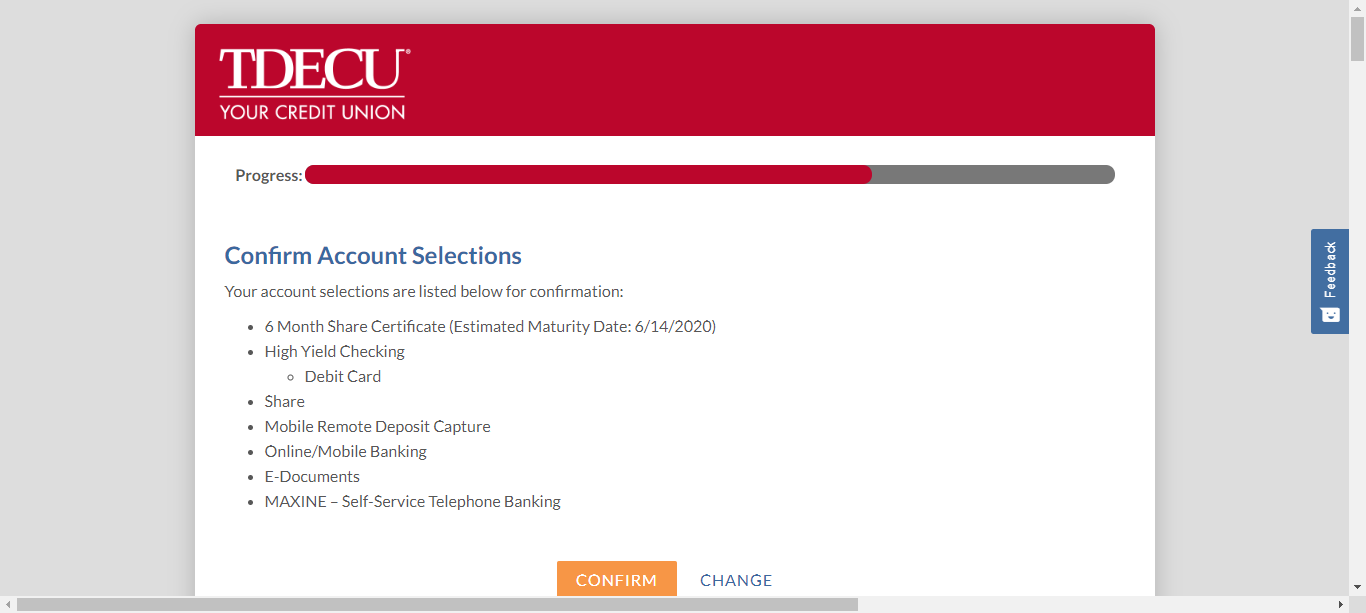 TDECU®
YOUR CREDIT UNION
Progress:
Confirm Account Selections
Your account selections are listed below for confirmation:
• 6 Month Share Certificate (Estimated Maturity Date: 6/14/2020)
• High Yield Checking
○ Debit Card
• Share
• Mobile Remote Deposit Capture
• Online/Mobile Banking
• E-Documents
• MAXINE – Self-Service Telephone Banking
CONFIRM CHANGE
Feedback